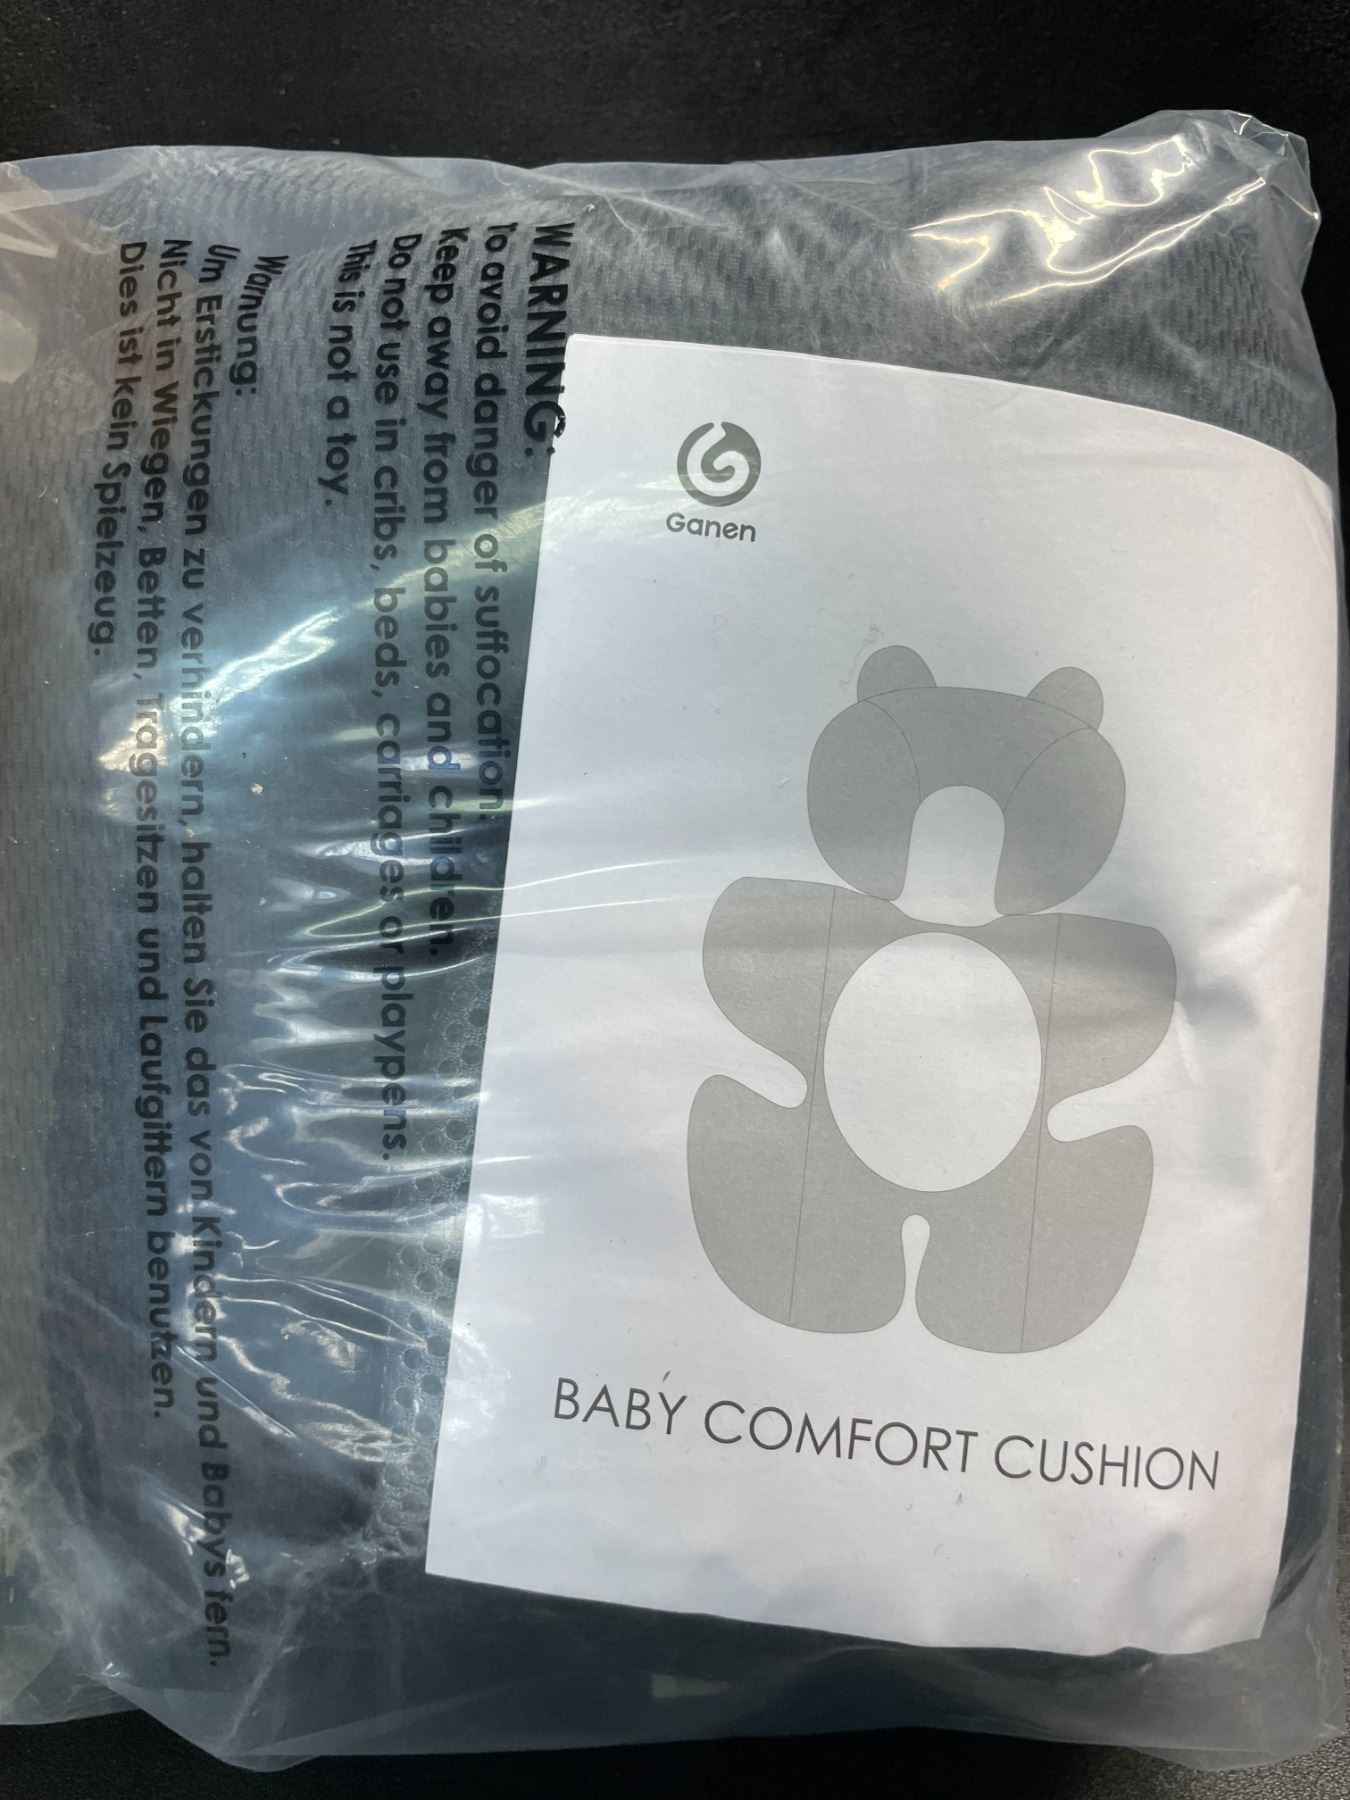 WARNING:
To avoid danger of suffocation.
Keep away from babies and children.
Do not use in cribs, beds, carriages or playpens.
This is not a toy.
Warnung:
Um Erstickungen zu verhindern, halten Sie das von Kindern und Babys fern.
Nicht in Wiegen, Betten, Tragesitzen und Laufgittern benutzen.
Dies ist kein Spielzeug.
Ganen
BABY COMFORT CUSHION